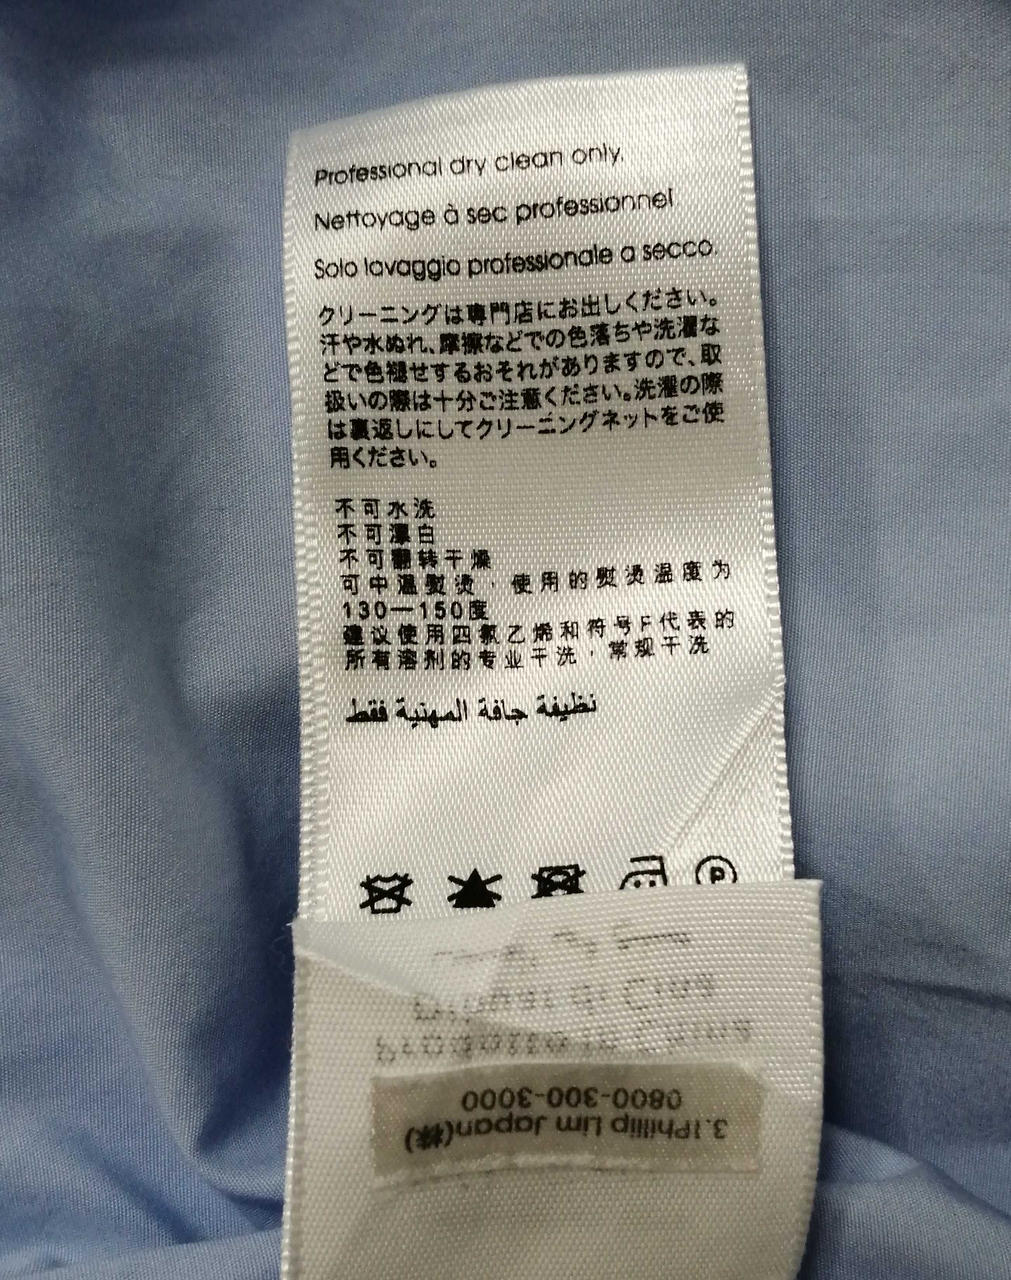 Professional dry clean only.
Nettoyage à sec professionnel
Solo lavaggio professionale a secco.
クリーニングは専門店にお出しください。
汗や水ぬれ、摩擦などでの色落ちや洗濯な
どで色褪せするおそれがありますので、取
扱いの際は十分ご注意ください。洗濯の際
は裏返しにしてクリーニングネットをご使
用ください。
不可水洗
不可漂白
不可翻转干燥
可中温熨烫,使用的熨烫温度为
130—150度
建议使用四氯乙烯和符号F代表的
所有溶剂的专业干洗,常规干洗
نظيفة جافة المهنية فقط
P
3.1Phillip Lim Japan(株)
0800-300-3000